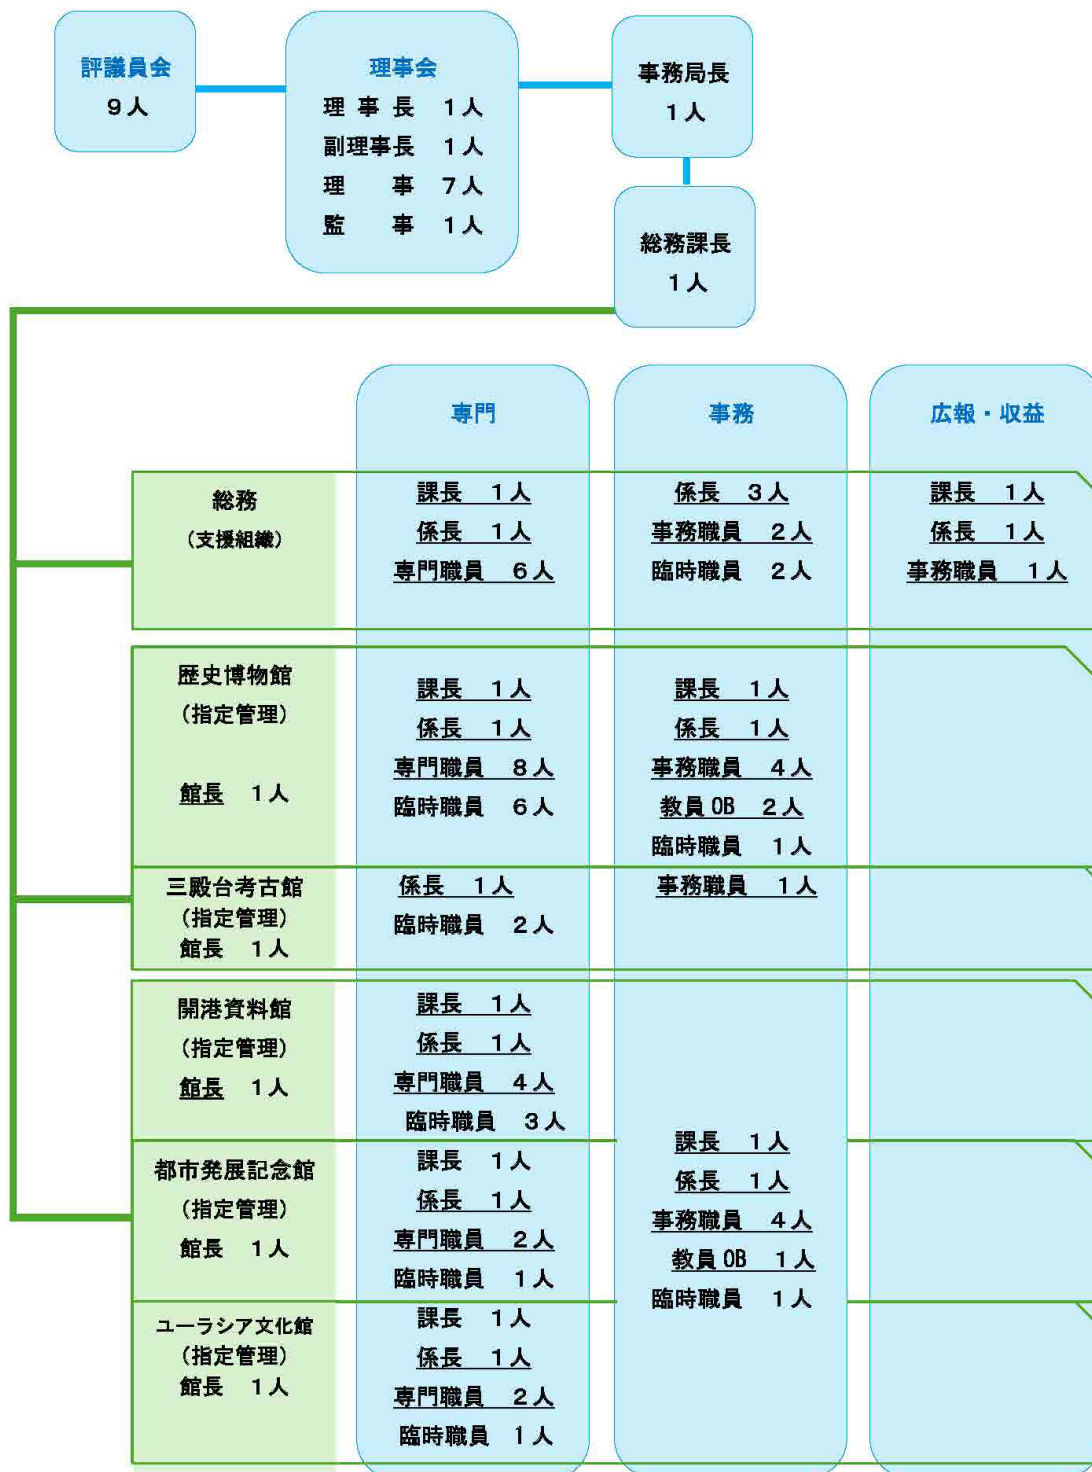 評議員会
９人
理事会
理 事 長　１人
副理事長　１人
理　　事　７人
監　　事　１人
事務局長
１人
総務課長
１人
専門
事務
広報・収益
総務
（支援組織）
課長　１人
係長　１人
専門職員　６人
係長　３人
事務職員　２人
臨時職員　２人
課長　１人
係長　１人
事務職員　１人
歴史博物館
（指定管理）
館長　１人
課長　１人
係長　１人
専門職員　８人
臨時職員　６人
課長　１人
係長　１人
事務職員　４人
教員 OB　２人
臨時職員　１人
三殿台考古館
（指定管理）
館長　１人
係長　１人
臨時職員　２人
事務職員　１人
開港資料館
（指定管理）
館長　１人
課長　１人
係長　１人
専門職員　４人
臨時職員　３人
都市発展記念館
（指定管理）
館長　１人
課長　１人
係長　１人
専門職員　２人
臨時職員　１人
課長　１人
係長　１人
事務職員　４人
教員 OB　１人
臨時職員　１人
ユーラシア文化館
（指定管理）
館長　１人
課長　１人
係長　１人
専門職員　２人
臨時職員　１人